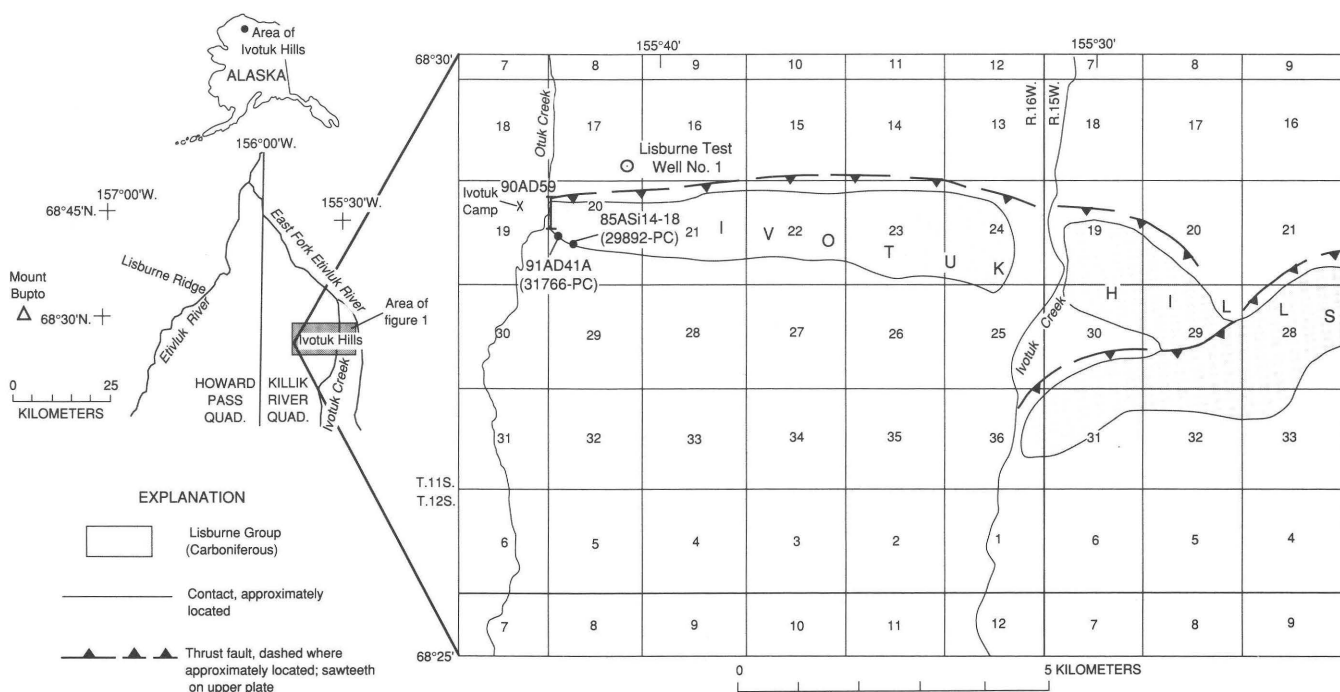 Area of
Ivotuk Hills
ALASKA
156°00'W.
157°00'W.
155°30'W.
68°45'N.
East Fork Etivluk River
Lisburne Ridge
Mount
Bupto
68°30'N.
Etivluk River
Area of
figure 1
Ivotuk Hills
0 25
KILOMETERS
HOWARD
PASS
QUAD.
KILLIK
RIVER
QUAD.
Ivotuk Creek
EXPLANATION
Lisburne Group
(Carboniferous)
Contact, approximately
located
Thrust fault, dashed where
approximately located; sawteeth
on upper plate
155°40'
155°30'
68°30'
7 8 9 10 11 12 7 8 9
Otuk Creek
R.16W.
R.15W.
18 17 16 15 14 13 18 17 16
Lisburne Test
Well No. 1
90AD59
Ivotuk
Camp
X
20
85ASi14-18
(29892-PC)
19 21 22 23 24 19 20 21
I V O T U K
91AD41A
(31766-PC)
H I L L S
30 29 28 27 26 25 30 29 28
Ivotuk Creek
31 32 33 34 35 36 31 32 33
T.11S.
T.12S.
6 5 4 3 2 1 6 5 4
7 8 9 10 11 12 7 8 9
68°25'
0 5 KILOMETERS